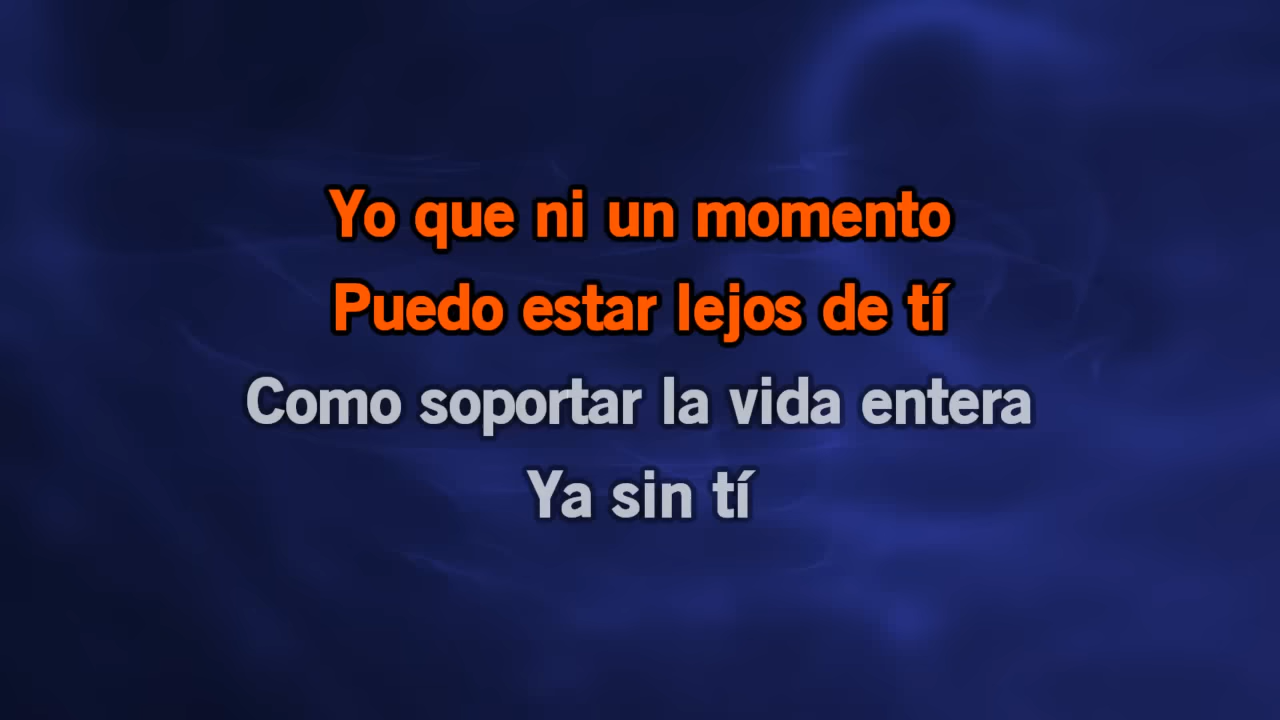 Yo que ni un momento
Puedo estar lejos de tí
Como soportar la vida entera
Ya sin tí